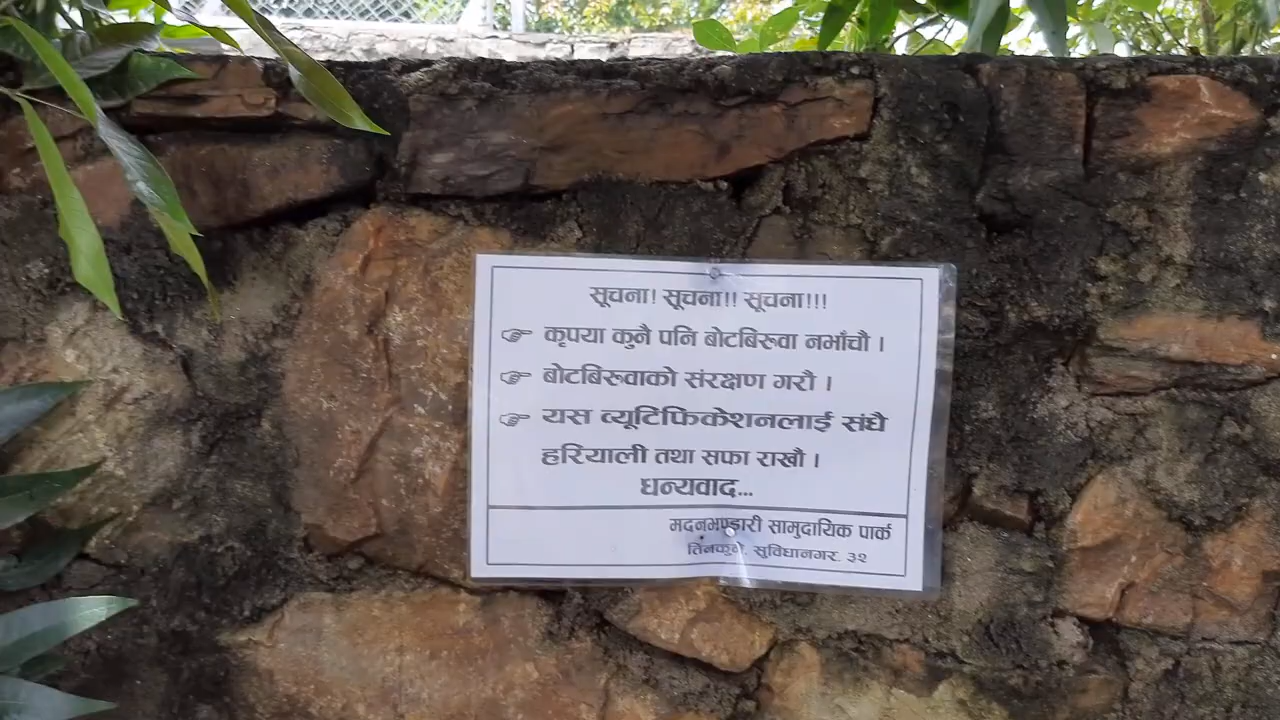 सूचना! सूचना!! सूचना!!!
☞ कृपया कुनै पनि बोटबिरुवा नभाँचौ ।
☞ बोटबिरुवाको संरक्षण गरौ ।
☞ यस ब्यूटिफिकेशनलाई संधै
हरियाली तथा सफा राखौ ।
धन्यवाद...
मदनभण्डारी सामुदायिक पार्क
तिनकुने, सुविधानगर, ३२